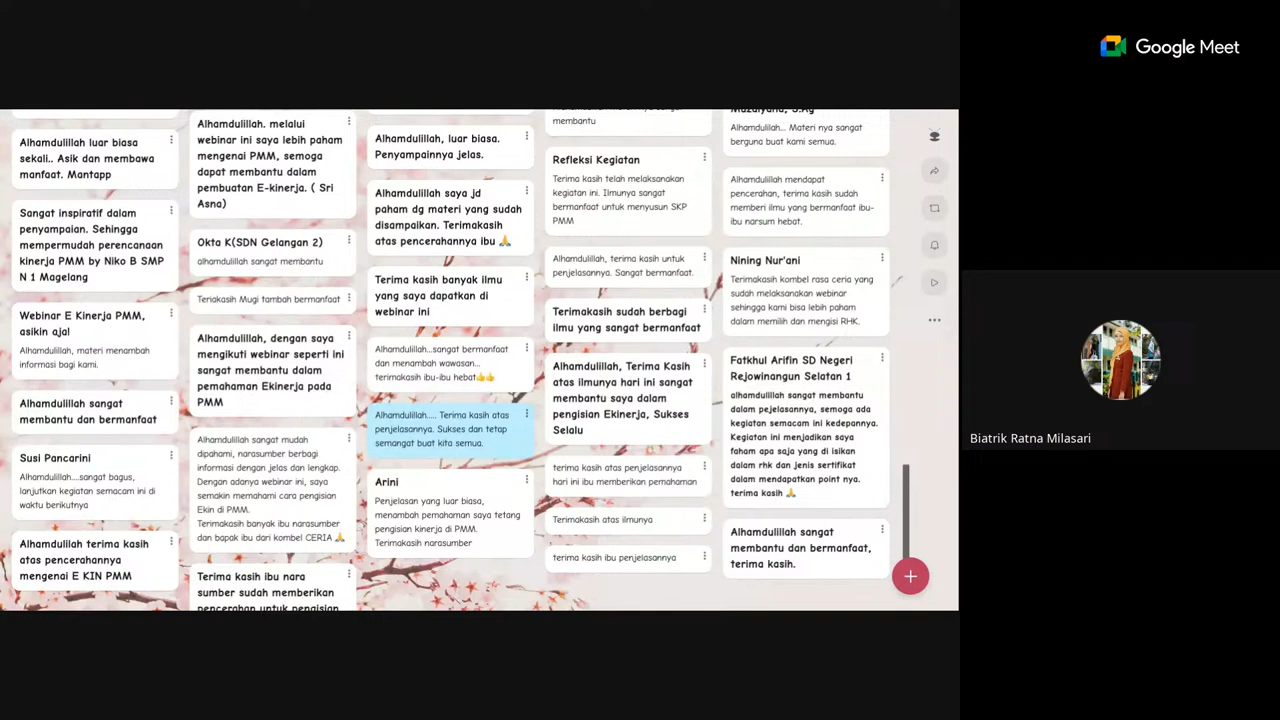 Google Meet
Alhamdulillah luar biasa
sekali.. Asik dan membawa
manfaat. Mantapp
Sangat inspiratif dalam
penyampaian. Sehingga
mempermudah perencanaan
kinerja PMM by Niko B SMP
N 1 Magelang
Webinar E Kinerja PMM,
asikin aja!
Alhamdulillah, materi menambah
informasi bagi kami.
Alhamdulillah sangat
membantu dan bermanfaat
Susi Pancarini
Alhamdulillah....sangat bagus,
lanjutkan kegiatan semacam ini di
waktu berikutnya
Alhamdulillah terima kasih
atas pencerahannya
mengenai E KIN PMM
Alhamdulillah. melalui
webinar ini saya lebih paham
mengenai PMM, semoga
dapat membantu dalam
pembuatan E-kinerja. ( Sri
Asna)
Okta K(SDN Gelangan 2)
alhamdulillah sangat membantu
Teriakasih Mugi tambah bermanfaat
Alhamdulillah, dengan saya
mengikuti webinar seperti ini
sangat membantu dalam
pemahaman Ekinerja pada
PMM
Alhamdulillah sangat mudah
dipahami, narasumber berbagi
informasi dengan jelas dan lengkap.
Dengan adanya webinar ini, saya
semakin memahami cara pengisian
Ekin di PMM.
Terimakasih banyak ibu narasumber
dan bapak ibu dari kombel CERIA 🙏
Terima kasih ibu nara
sumber sudah memberikan
pencerahan untuk pengisian
Alhamdulillah, luar biasa.
Penyampainnya jelas.
Alhamdulillah saya jd
paham dg materi yang sudah
disampaikan. Terimakasih
atas pencerahannya ibu 🙏
Terima kasih banyak ilmu
yang saya dapatkan di
webinar ini
Alhamdulillah...sangat bermanfaat
dan menambah wawasan...
terimakasih ibu-ibu hebat👍👍
Alhamdulillah..... Terima kasih atas
penjelasannya. Sukses dan tetap
semangat buat kita semua.
Arini
Penjelasan yang luar biasa,
menambah pemahaman saya tetang
pengisian kinerja di PMM.
Terimakasih narasumber
membantu
Refleksi Kegiatan
Terima kasih telah melaksanakan
kegiatan ini. Ilmunya sangat
bermanfaat untuk menyusun SKP
PMM
Alhamdulillah, terima kasih untuk
penjelasannya. Sangat bermanfaat.
Terimakasih sudah berbagi
ilmu yang sangat bermanfaat
Alhamdulillah, Terima Kasih
atas ilmunya hari ini sangat
membantu saya dalam
pengisian Ekinerja, Sukses
Selalu
terima kasih atas penjelasannya
hari ini ibu memberikan pemahaman
Terimakasih atas ilmunya
terima kasih ibu penjelasannya
Alhamdulilah... Materi nya sangat
berguna buat kami semua.
Alhamdulillah mendapat
pencerahan, terima kasih sudah
memberi ilmu yang bermanfaat ibu-
ibu narsum hebat.
Nining Nur'ani
Terimakasih kombel rasa ceria yang
sudah melaksanakan webinar
sehingga kami bisa lebih paham
dalam memilih dan mengisi RHK.
Fatkhul Arifin SD Negeri
Rejowinangun Selatan 1
alhamdulillah sangat membantu
dalam pejelasannya, semoga ada
kegiatan semacam ini kedepannya.
Kegiatan ini menjadikan saya
faham apa saja yang di isikan
dalam rhk dan jenis sertifikat
dalam mendapatkan point nya.
terima kasih 🙏
Alhamdulillah sangat
membantu dan bermanfaat,
terima kasih.
Biatrik Ratna Milasari